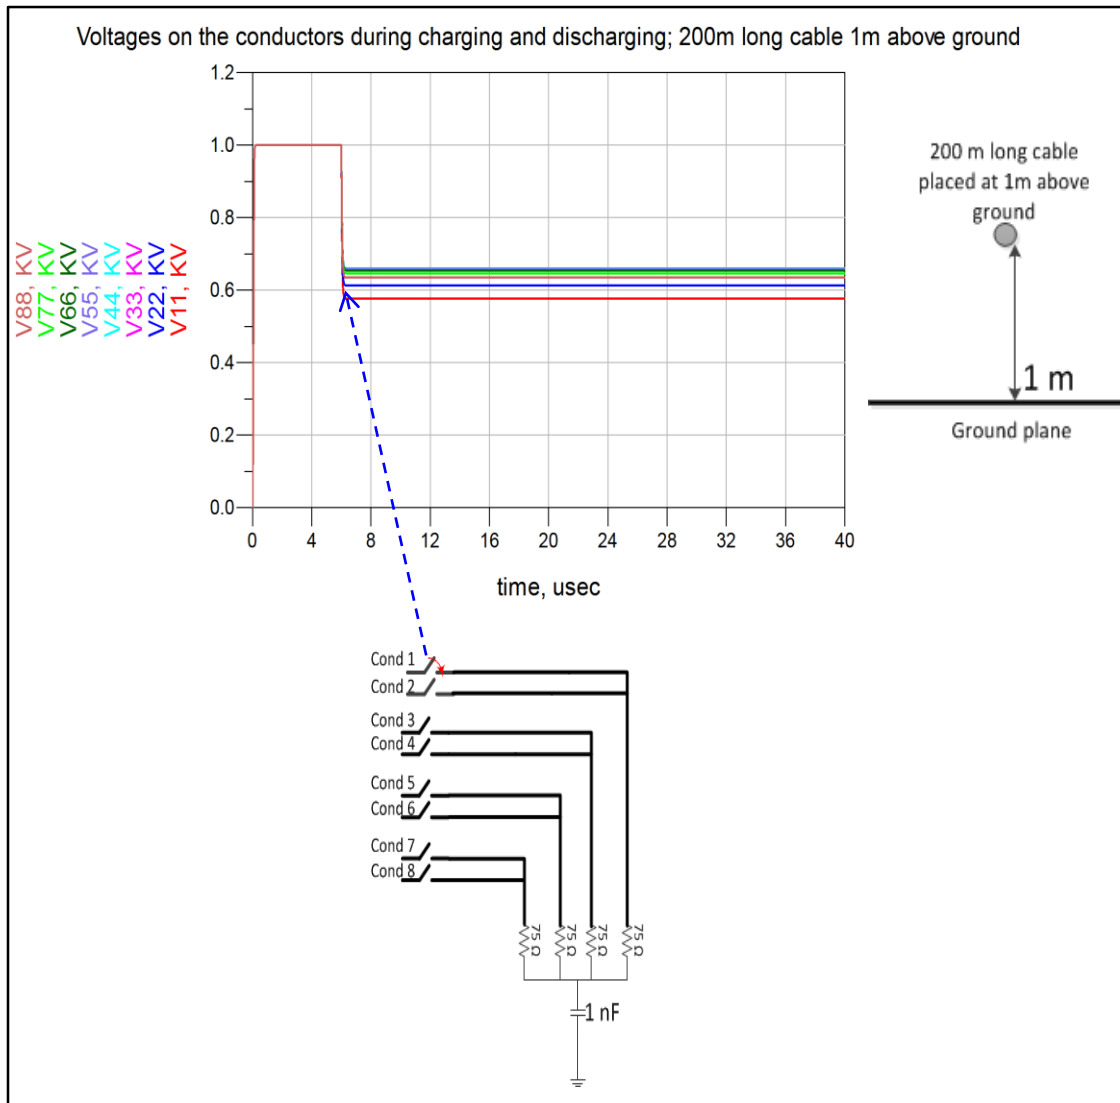 Voltages on the conductors during charging and discharging; 200m long cable 1m above ground
V88, KV
V77, KV
V66, KV
V55, KV
V44, KV
V33, KV
V22, KV
V11, KV
1.2
1.0
0.8
0.6
0.4
0.2
0.0
0 4 8 12 16 20 24 28 32 36 40
time, usec
200 m long cable
placed at 1m above
ground
1 m
Ground plane
Cond 1
Cond 2
Cond 3
Cond 4
Cond 5
Cond 6
Cond 7
Cond 8
75 Ω
75 Ω
75 Ω
75 Ω
1 nF